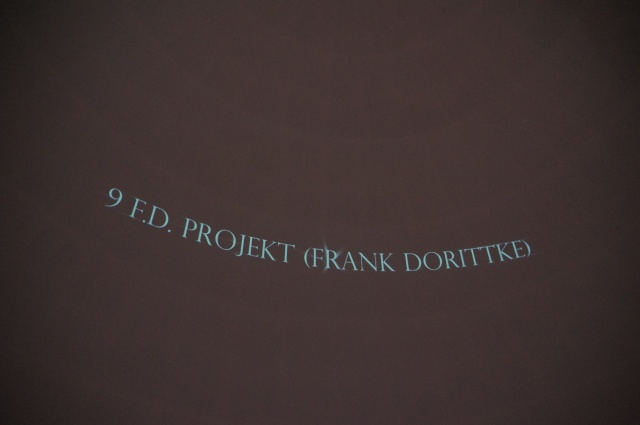 9 F.D. PROJEKT (FRANK DORITTKE)